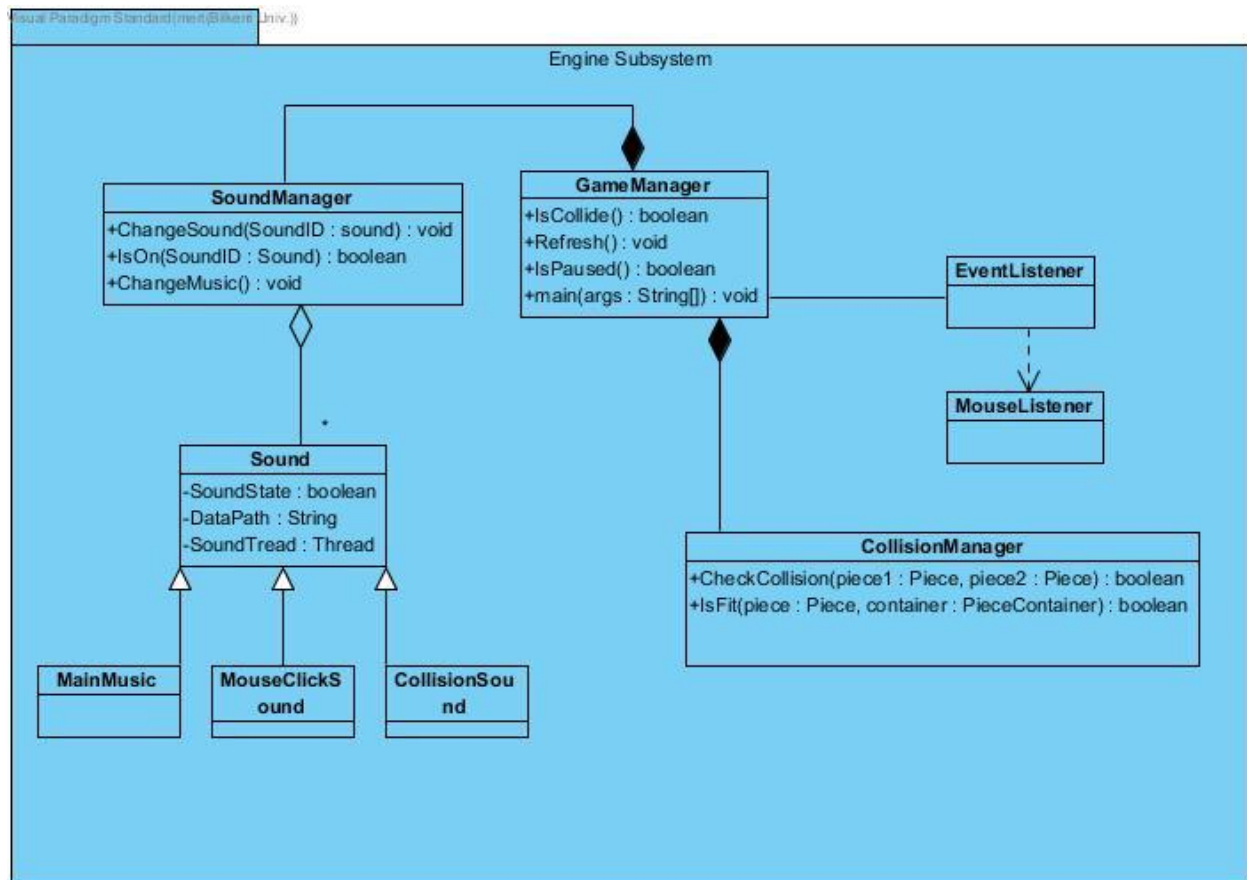 Visual Paradigm Standard(mert(Bilkent Univ.))
Engine Subsystem
SoundManager
+ChangeSound(SoundID : sound) : void
+IsOn(SoundID : Sound) : boolean
+ChangeMusic() : void
GameManager
+IsCollide() : boolean
+Refresh() : void
+IsPaused() : boolean
+main(args : String[]) : void
EventListener
MouseListener
*
Sound
-SoundState : boolean
-DataPath : String
-SoundTread : Thread
CollisionManager
+CheckCollision(piece1 : Piece, piece2 : Piece) : boolean
+IsFit(piece : Piece, container : PieceContainer) : boolean
MainMusic
MouseClickS
ound
CollisionSou
nd